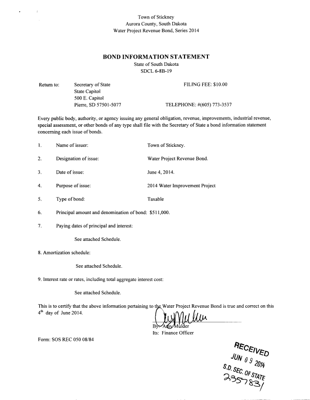 Town of Stickney
Aurora County, South Dakota
Water Project Revenue Bond, Series 2014
BOND INFORMATION STATEMENT
State of South Dakota
SDCL 6-8B-19
Return to: Secretary of State FILING FEE: $10.00
State Capitol
500 E. Capitol
Pierre, SD 57501-5077 TELEPHONE: #(605) 773-3537
Every public body, authority, or agency issuing any general obligation, revenue, improvements, industrial revenue,
special assessment, or other bonds of any type shall file with the Secretary of State a bond information statement
concerning each issue of bonds.
1. Name of issuer: Town of Stickney.
2. Designation of issue: Water Project Revenue Bond.
3. Date of issue: June 4, 2014.
4. Purpose of issue: 2014 Water Improvement Project
5. Type of bond: Taxable
6. Principal amount and denomination of bond: $511,000.
7. Paying dates of principal and interest:
See attached Schedule.
8. Amortization schedule:
See attached Schedule.
9. Interest rate or rates, including total aggregate interest cost:
See attached Schedule.
This is to certify that the above information pertaining to the Water Project Revenue Bond is true and correct on this
4th day of June 2014.
By: Mulder
Its: Finance Officer
Form: SOS REC 050 08/84
RECEIVED
JUN 09 2014
S.D. SEC. OF STATE